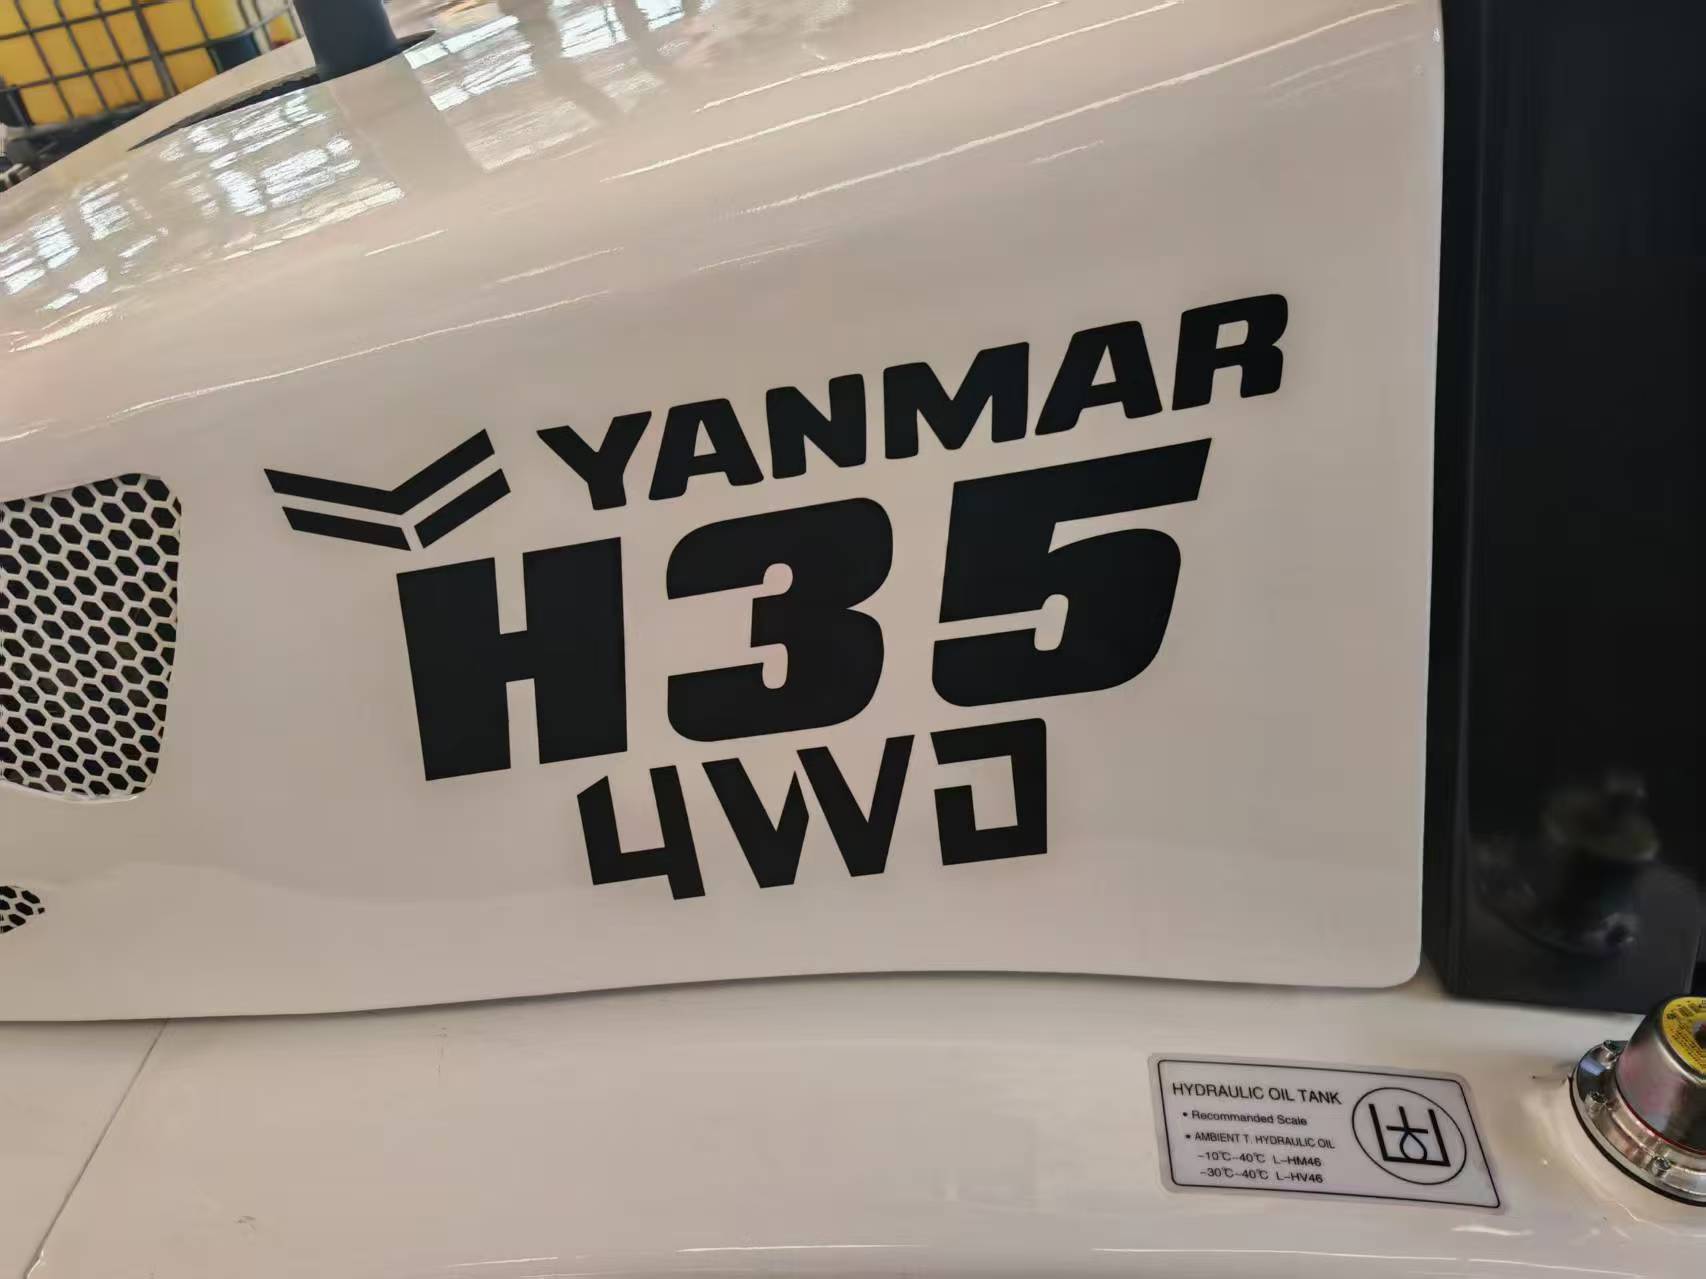 YANMAR
H35
4WD
HYDRAULIC OIL TANK
• Recommanded Scale
• AMBIENT T. HYDRAULIC OIL
-10℃~40℃ L-HM46
-30℃~40℃ L-HV46